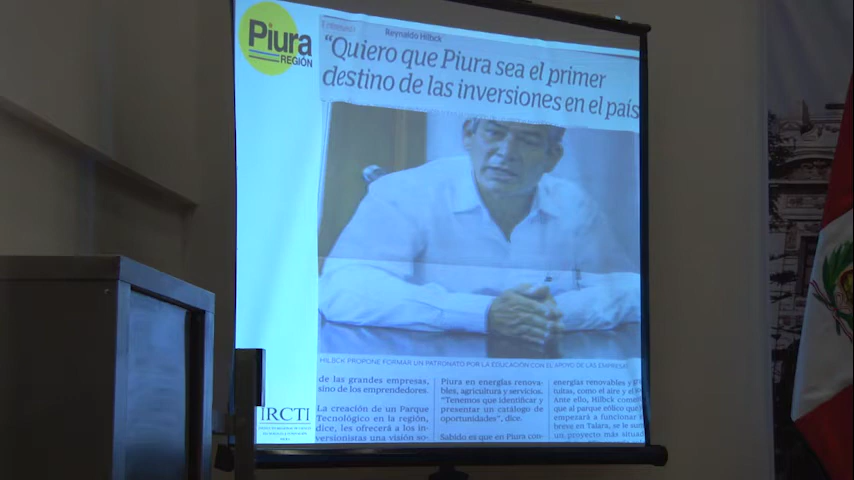 Piura
REGIÓN
Entrevista
Reynaldo Hilbck
"Quiero que Piura sea el primer
destino de las inversiones en el país
HILBCK PROPONE FORMAR UN PATRONATO POR LA EDUCACIÓN CON EL APOYO DE LAS EMPRESA
de las grandes empresas,
sino de los emprendedores.
La creación de un Parque
Tecnológico en la región,
dice, les ofrecerá a los in-
versionistas una visión so-
Piura en energías renova-
bles, agricultura y servicios.
"Tenemos que identificar y
presentar un catálogo de
oportunidades", dice.
Sabido es que en Piura con-
energías renovables y
tuitas, como el aire y el
Ante ello, Hilbck
que al parque eólico
empezará a funcionar
breve en Talara, se le
un proyecto más
IRCTI